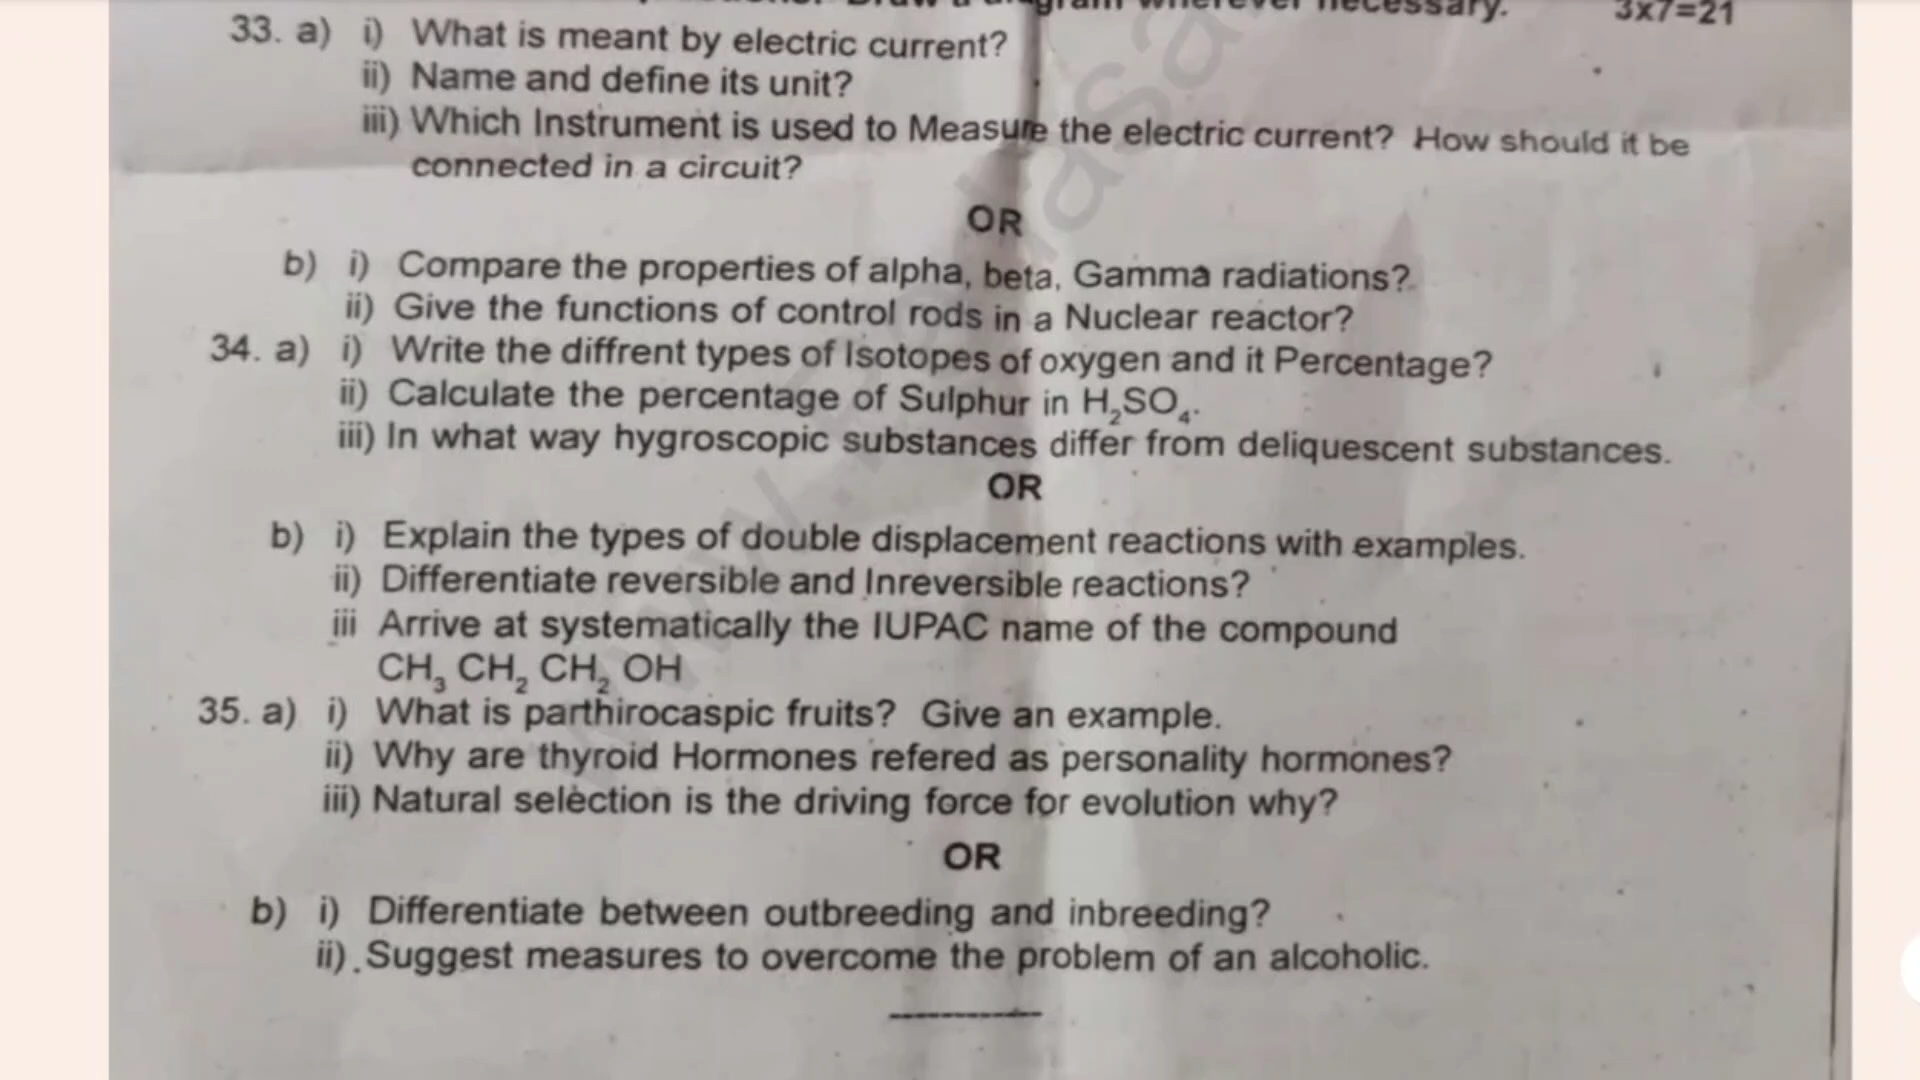 Draw a diagram wherever necessary. 3x7=21
33. a) i) What is meant by electric current?
ii) Name and define its unit?
iii) Which Instrument is used to Measure the electric current? How should it be
connected in a circuit?
OR
b) i) Compare the properties of alpha, beta, Gamma radiations?
ii) Give the functions of control rods in a Nuclear reactor?
34. a) i) Write the diffrent types of Isotopes of oxygen and it Percentage?
ii) Calculate the percentage of Sulphur in H₂SO₄.
iii) In what way hygroscopic substances differ from deliquescent substances.
OR
b) i) Explain the types of double displacement reactions with examples.
ii) Differentiate reversible and Inreversible reactions?
iii Arrive at systematically the IUPAC name of the compound
CH₃ CH₂ CH₂ OH
35. a) i) What is parthirocaspic fruits? Give an example.
ii) Why are thyroid Hormones refered as personality hormones?
iii) Natural selection is the driving force for evolution why?
OR
b) i) Differentiate between outbreeding and inbreeding?
ii) Suggest measures to overcome the problem of an alcoholic.